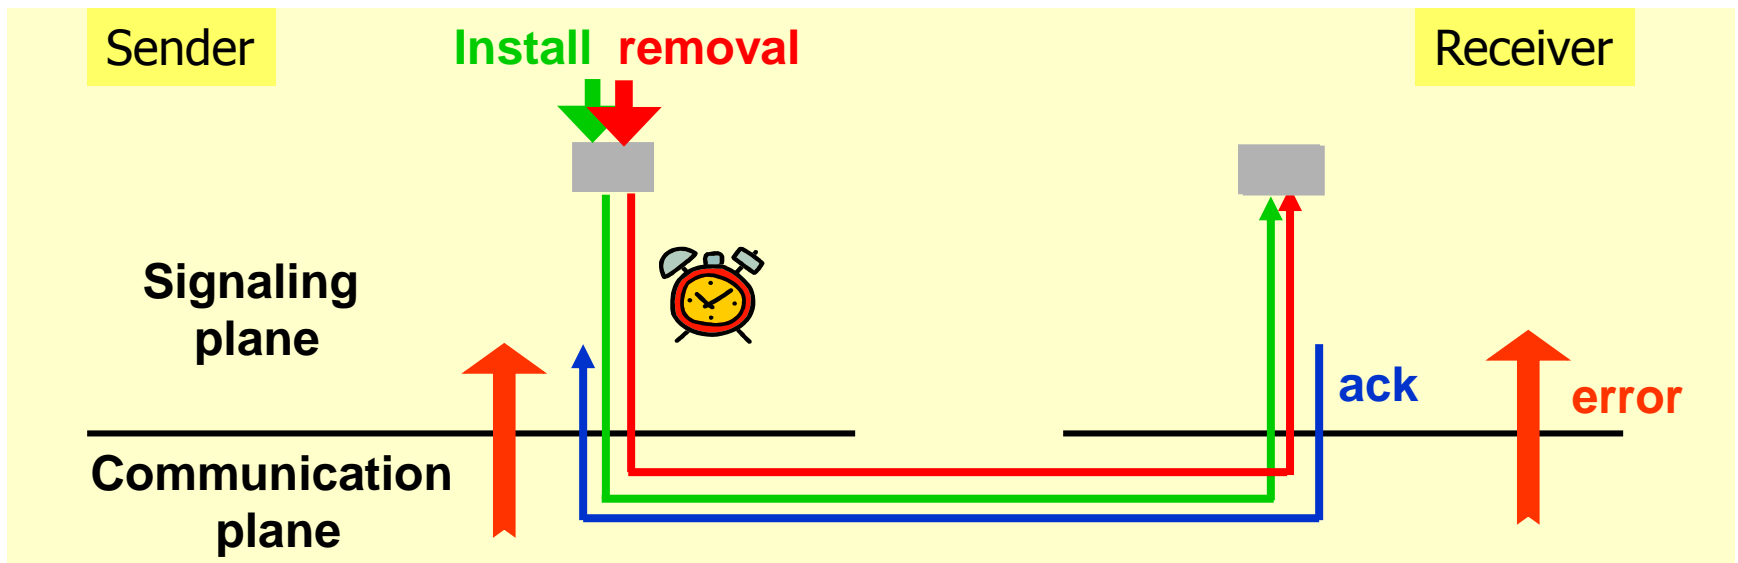 Sender
Install removal
Receiver
Signaling
plane
ack
error
Communication
plane